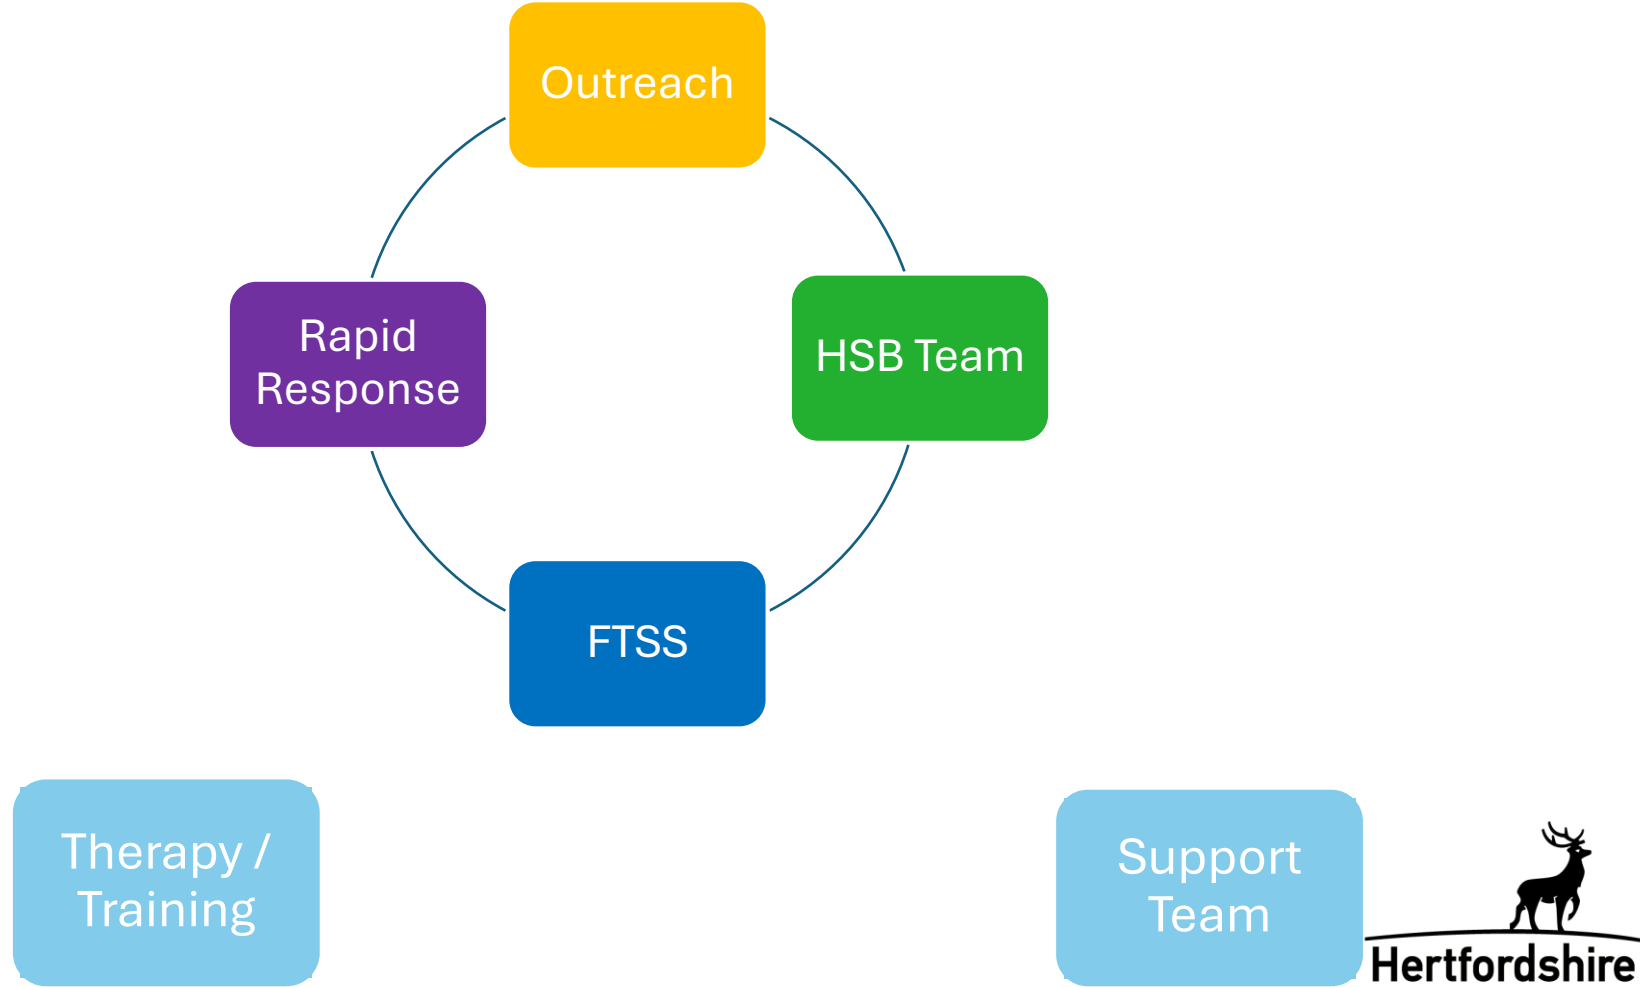 Outreach
Rapid
Response
HSB Team
FTSS
Therapy /
Training
Support
Team
Hertfordshire